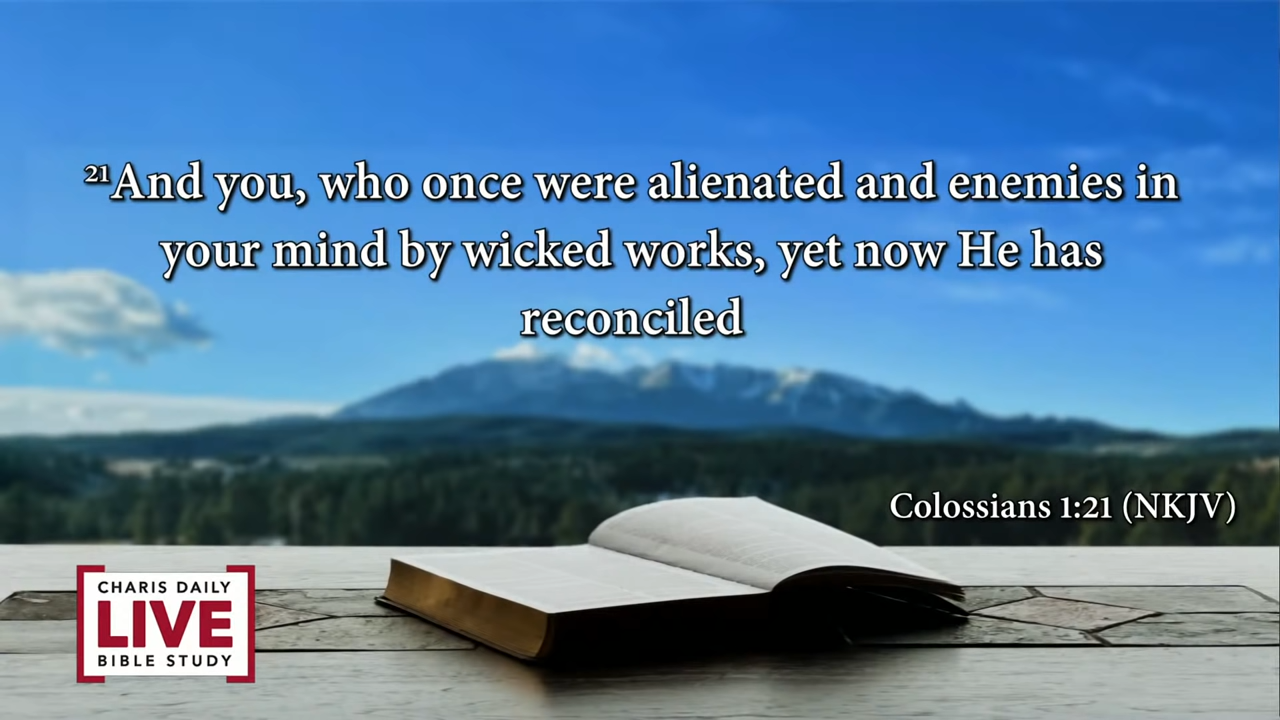 ²¹And you, who once were alienated and enemies in
your mind by wicked works, yet now He has
reconciled
Colossians 1:21 (NKJV)
CHARIS DAILY
LIVE
BIBLE STUDY